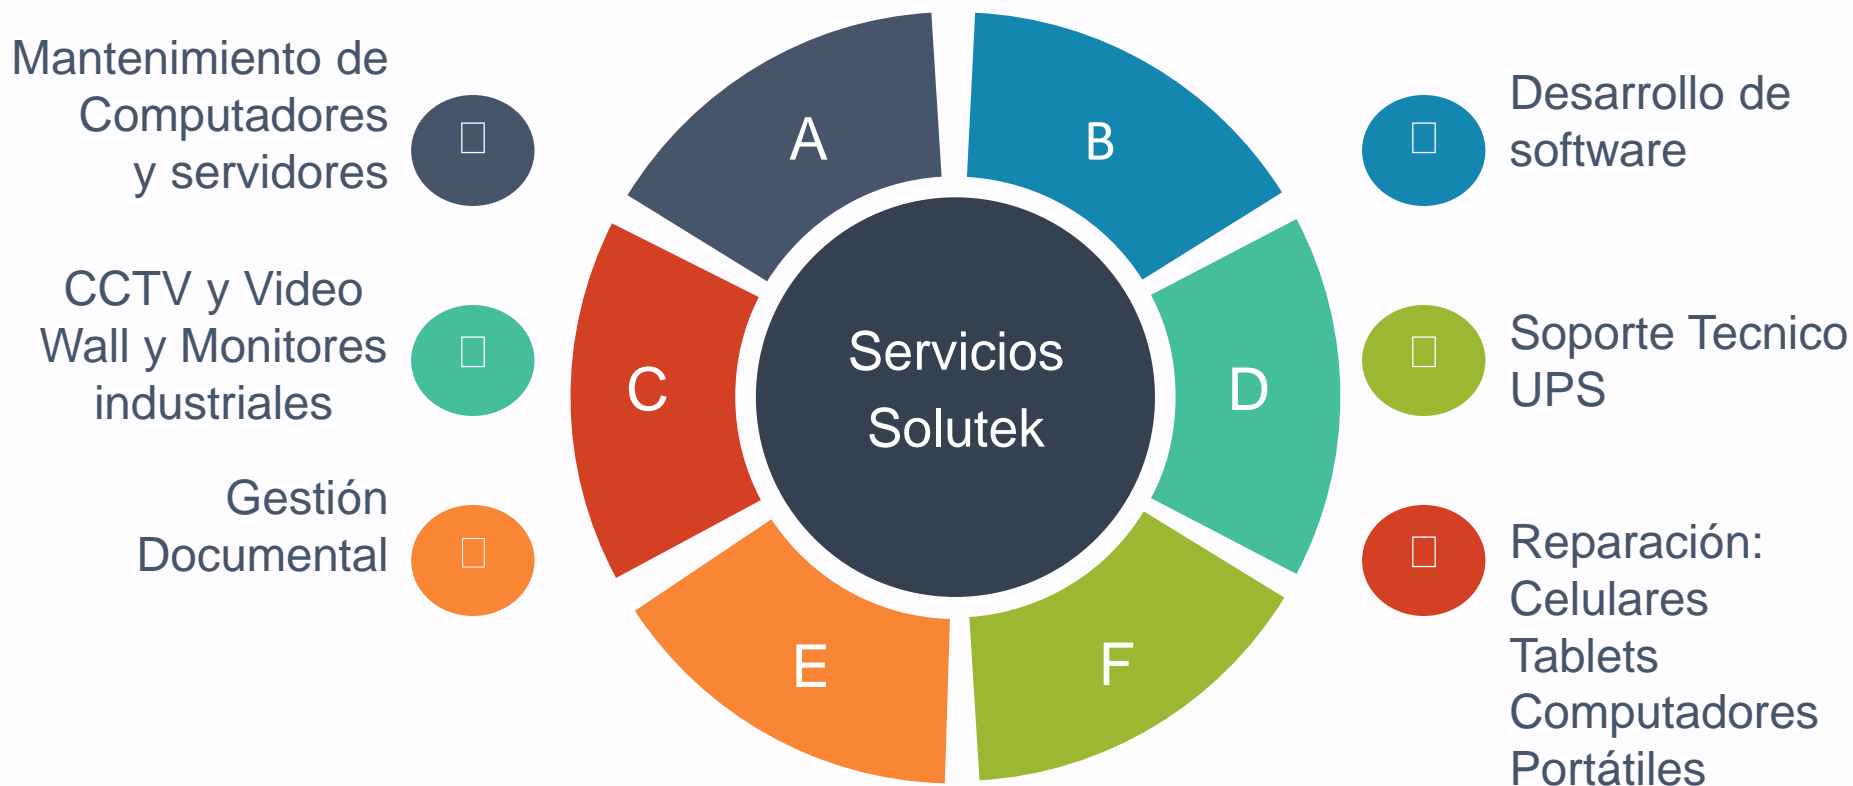 Mantenimiento de
Computadores
y servidores
CCTV y Video
Wall y Monitores
industriales
Gestión
Documental
A
B
C
D
E
F
Servicios
Solutek
Desarrollo de
software
Soporte Tecnico
UPS
Reparación:
Celulares
Tablets
Computadores
Portátiles